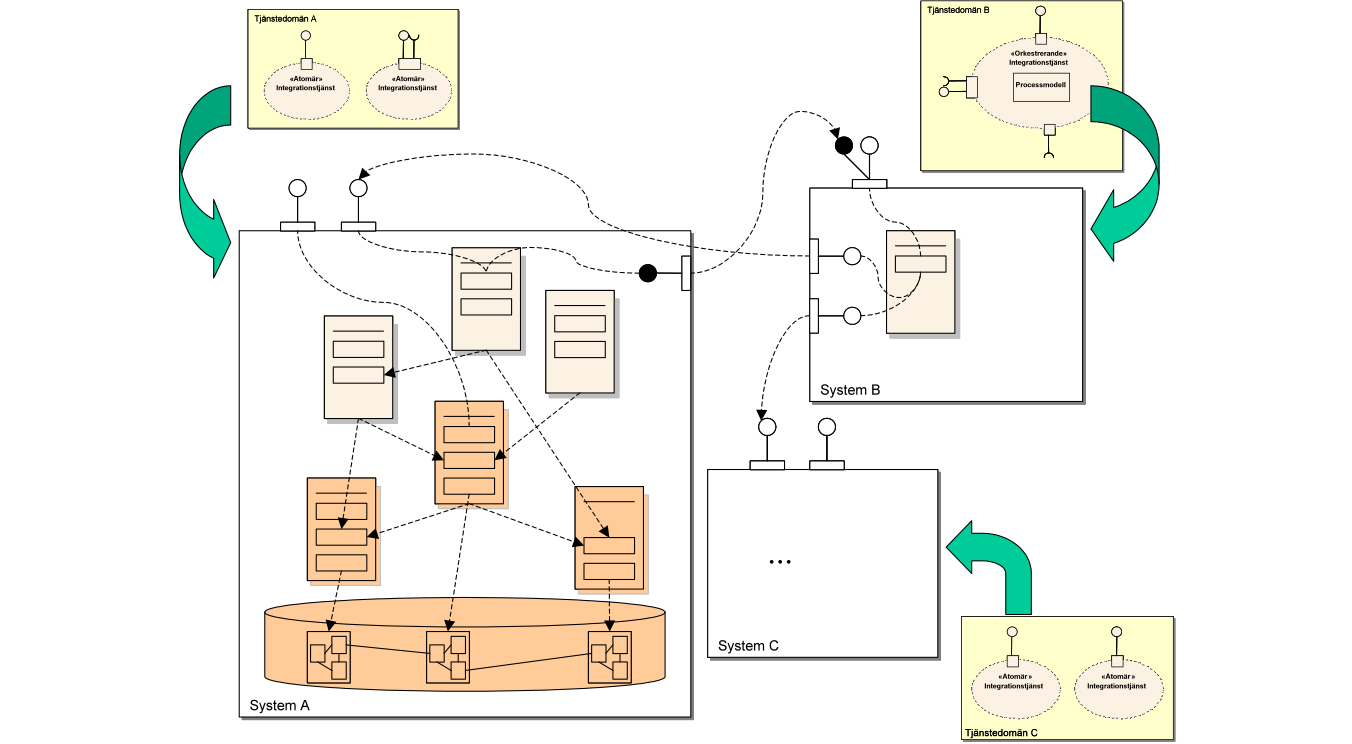 Tjänstedomän A
«Atomär»
Integrationstjänst
«Atomär»
Integrationstjänst
Tjänstedomän B
«Orkestrerande»
Integrationstjänst
Processmodell
System B
System A
...
System C
«Atomär»
Integrationstjänst
«Atomär»
Integrationstjänst
Tjänstedomän C